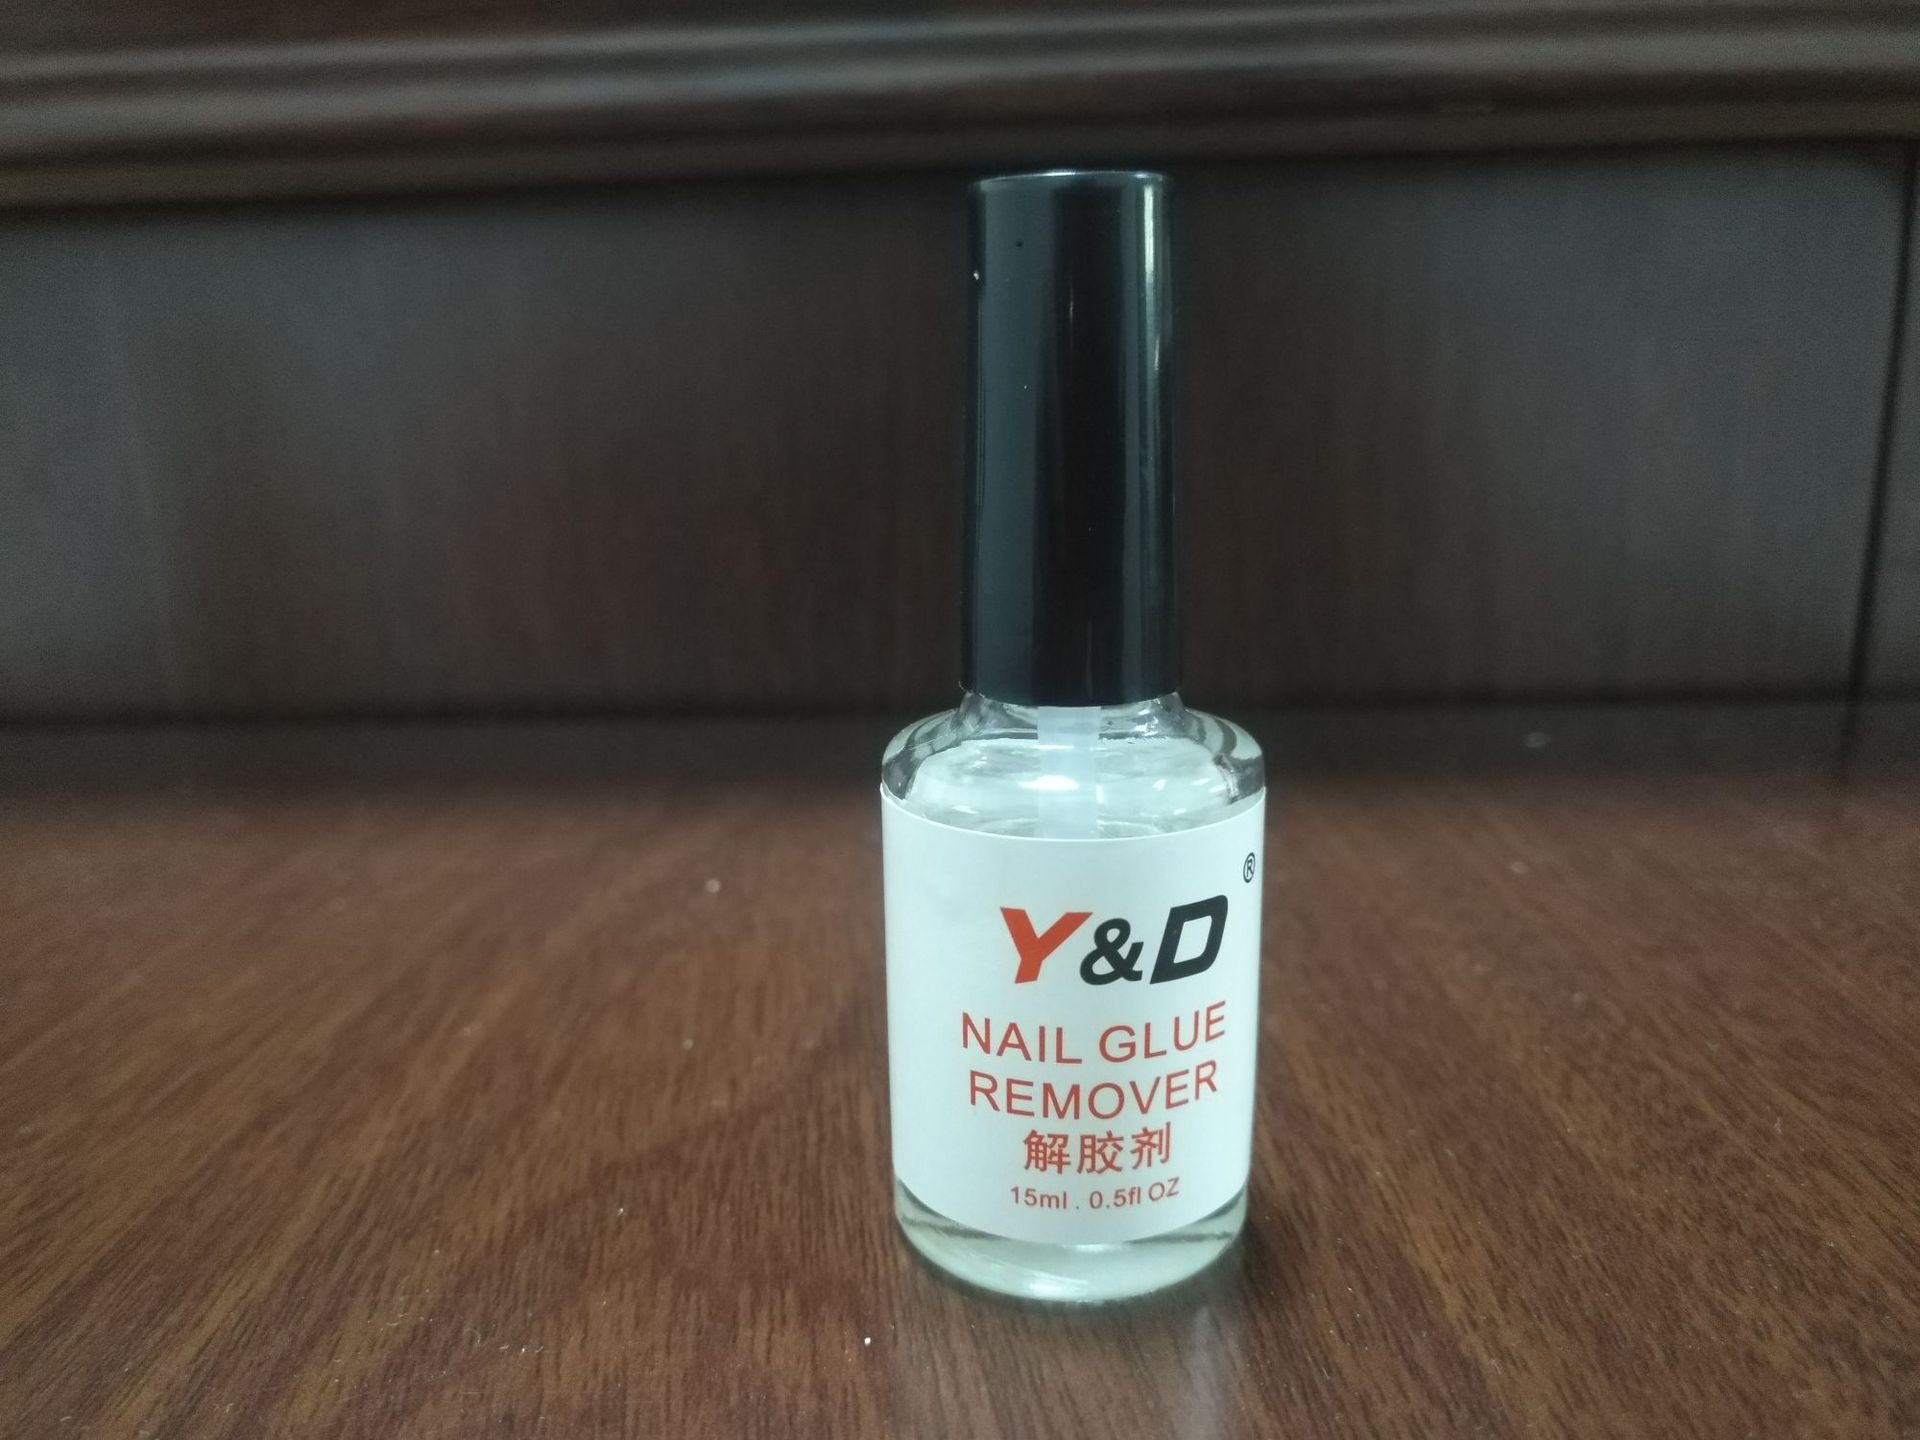 Y&D®
NAIL GLUE
REMOVER
解胶剂
15ml . 0.5fl OZ